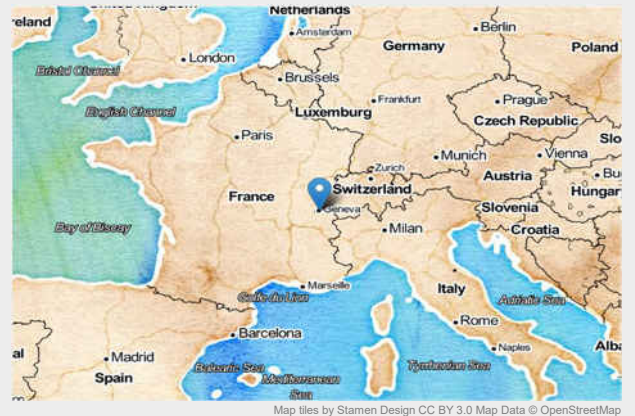 Netherlands
Amsterdam
Berlin
London
Germany
Poland
Bristol Channel
Brussels
English Channel
Luxemburg
Frankfurt
Prague
Czech Republic
Paris
Munich
Vienna
Zurich
Switzerland
Austria
France
Geneva
Slovenia
Bay of Biscay
Milan
Croatia
Marseille
Golfe du Lion
Italy
Adriatic Sea
Barcelona
Rome
Naples
Madrid
Balearic Sea
Tyrrhenian Sea
Spain
Mediterranean
Sea
Map tiles by Stamen Design CC BY 3.0 Map Data © OpenStreetMap